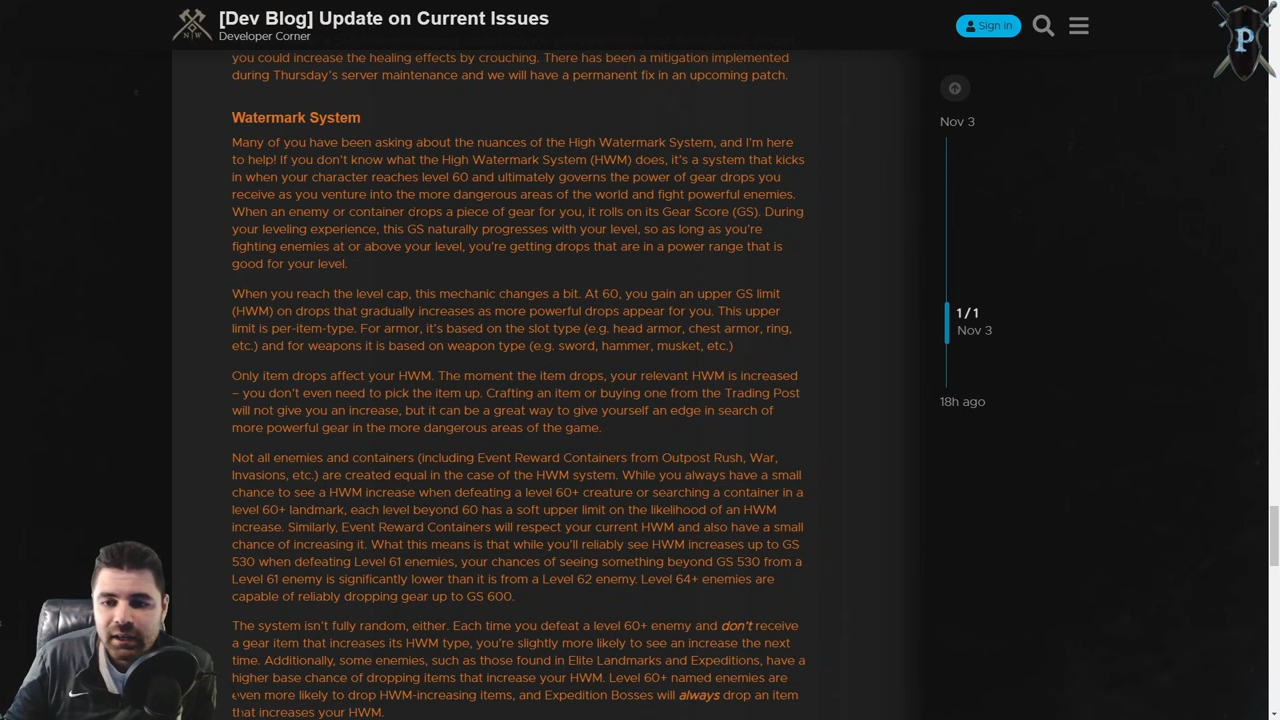 [Dev Blog] Update on Current Issues
Developer Corner
Sign in
N W
P
you could increase the healing effects by crouching. There has been a mitigation implemented
during Thursday's server maintenance and we will have a permanent fix in an upcoming patch.
Watermark System
Many of you have been asking about the nuances of the High Watermark System, and I'm here
to help! If you don't know what the High Watermark System (HWM) does, it's a system that kicks
in when your character reaches level 60 and ultimately governs the power of gear drops you
receive as you venture into the more dangerous areas of the world and fight powerful enemies.
When an enemy or container drops a piece of gear for you, it rolls on its Gear Score (GS). During
your leveling experience, this GS naturally progresses with your level, so as long as you're
fighting enemies at or above your level, you're getting drops that are in a power range that is
good for your level.
When you reach the level cap, this mechanic changes a bit. At 60, you gain an upper GS limit
(HWM) on drops that gradually increases as more powerful drops appear for you. This upper
limit is per-item-type. For armor, it's based on the slot type (e.g. head armor, chest armor, ring,
etc.) and for weapons it is based on weapon type (e.g. sword, hammer, musket, etc.)
Only item drops affect your HWM. The moment the item drops, your relevant HWM is increased
– you don't even need to pick the item up. Crafting an item or buying one from the Trading Post
will not give you an increase, but it can be a great way to give yourself an edge in search of
more powerful gear in the more dangerous areas of the game.
Not all enemies and containers (including Event Reward Containers from Outpost Rush, War,
Invasions, etc.) are created equal in the case of the HWM system. While you always have a small
chance to see a HWM increase when defeating a level 60+ creature or searching a container in a
level 60+ landmark, each level beyond 60 has a soft upper limit on the likelihood of an HWM
increase. Similarly, Event Reward Containers will respect your current HWM and also have a small
chance of increasing it. What this means is that while you'll reliably see HWM increases up to GS
530 when defeating Level 61 enemies, your chances of seeing something beyond GS 530 from a
Level 61 enemy is significantly lower than it is from a Level 62 enemy. Level 64+ enemies are
capable of reliably dropping gear up to GS 600.
The system isn't fully random, either. Each time you defeat a level 60+ enemy and don't receive
a gear item that increases its HWM type, you're slightly more likely to see an increase the next
time. Additionally, some enemies, such as those found in Elite Landmarks and Expeditions, have a
higher base chance of dropping items that increase your HWM. Level 60+ named enemies are
even more likely to drop HWM-increasing items, and Expedition Bosses will always drop an item
that increases your HWM.
Nov 3
1 / 1
Nov 3
18h ago